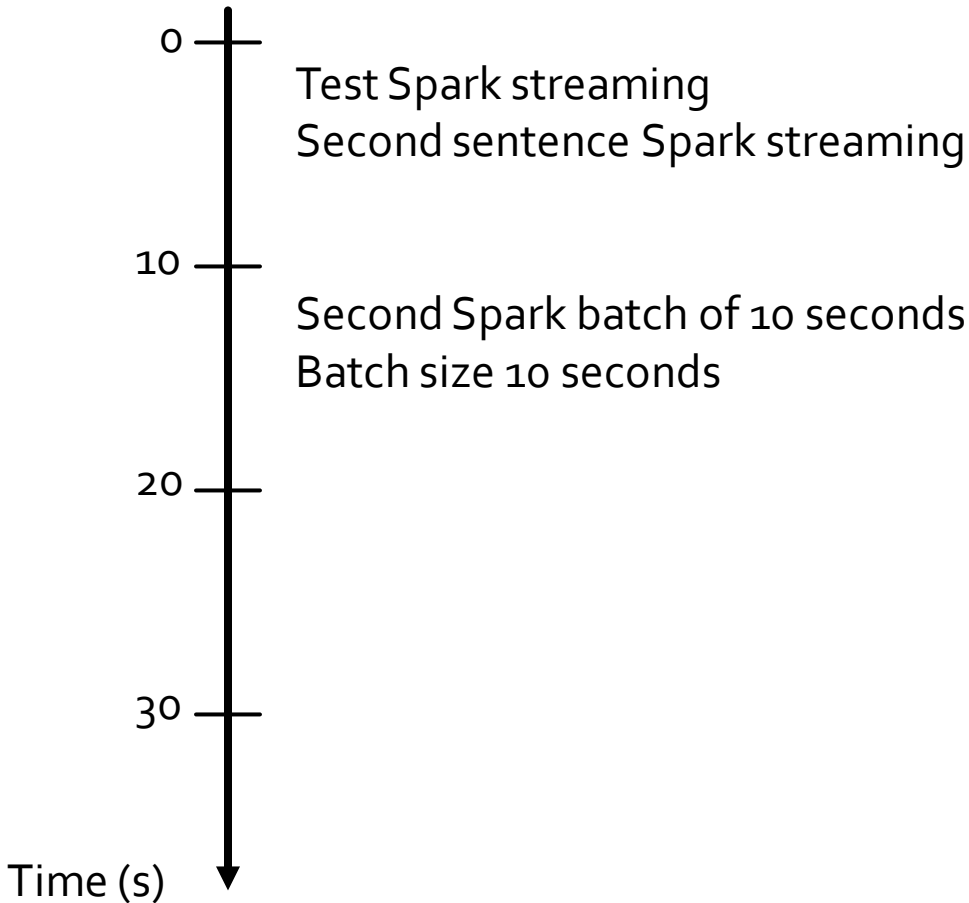 0
Test Spark streaming
Second sentence Spark streaming
10
Second Spark batch of 10 seconds
Batch size 10 seconds
20
30
Time (s)